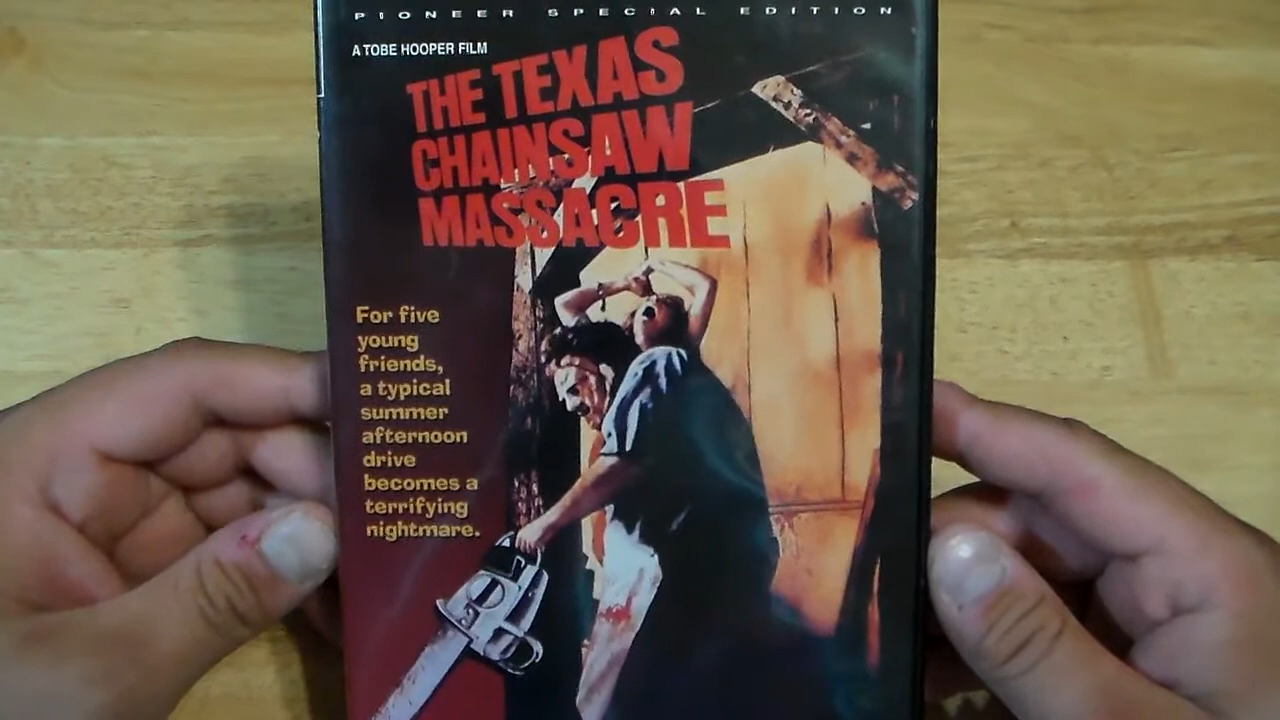 PIONEER SPECIAL EDITION
A TOBE HOOPER FILM
THE TEXAS
CHAINSAW
MASSACRE
For five
young
friends,
a typical
summer
afternoon
drive
becomes a
terrifying
nightmare.